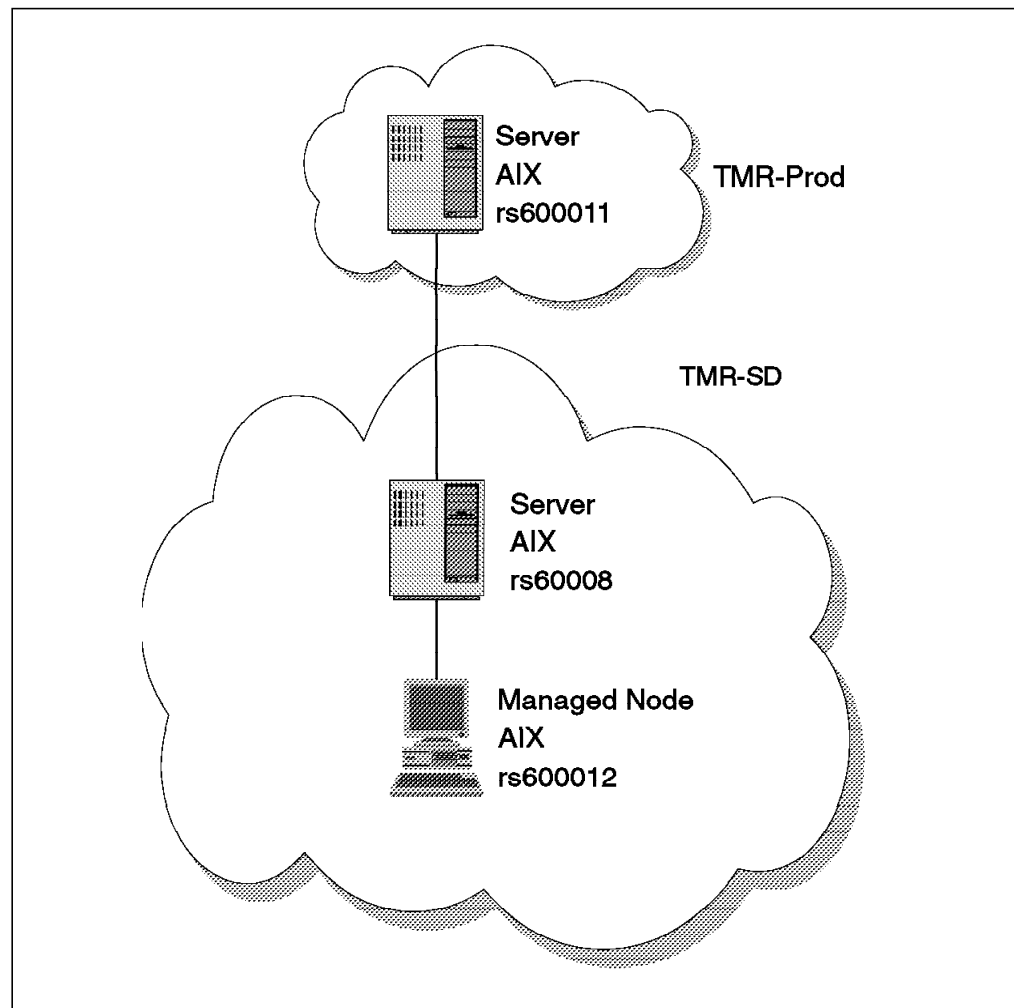 Server
AIX
rs600011
TMR-Prod
TMR-SD
Server
AIX
rs60008
Managed Node
AIX
rs600012